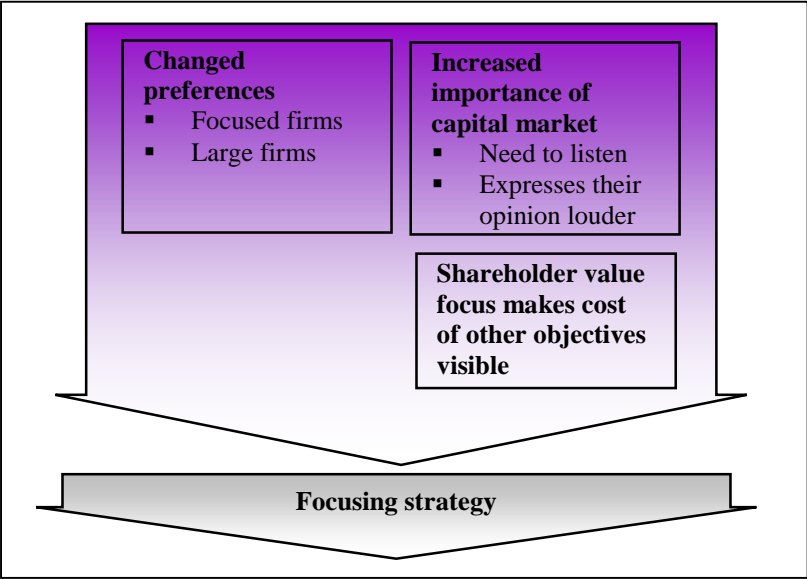 Changed
preferences
▪ Focused firms
▪ Large firms
Increased
importance of
capital market
▪ Need to listen
▪ Expresses their
opinion louder
Shareholder value
focus makes cost
of other objectives
visible
Focusing strategy